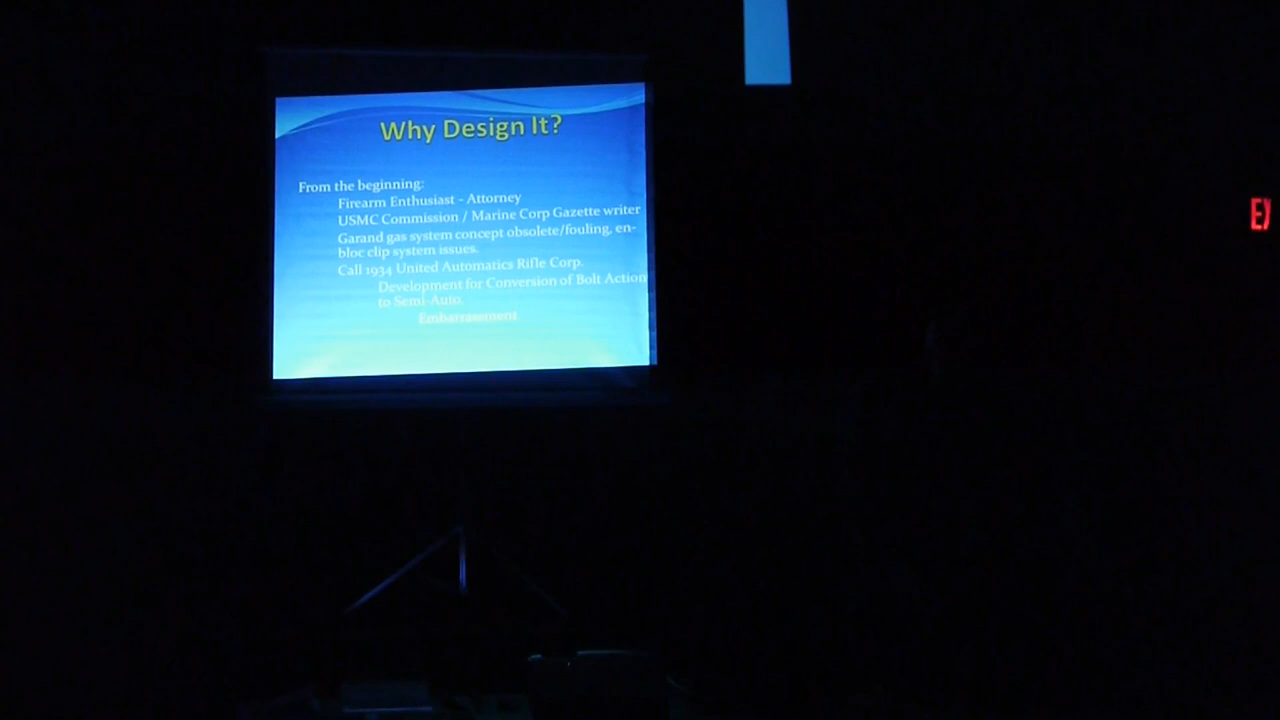 Why Design It?
From the beginning:
Firearm Enthusiast - Attorney
USMC Commission / Marine Corp Gazette writer
Garand gas system concept obsolete/fouling, en-
bloc clip system issues.
Call 1934 United Automatics Rifle Corp.
Development for Conversion of Bolt Action
to Semi-Auto.
Embarrassment
EX